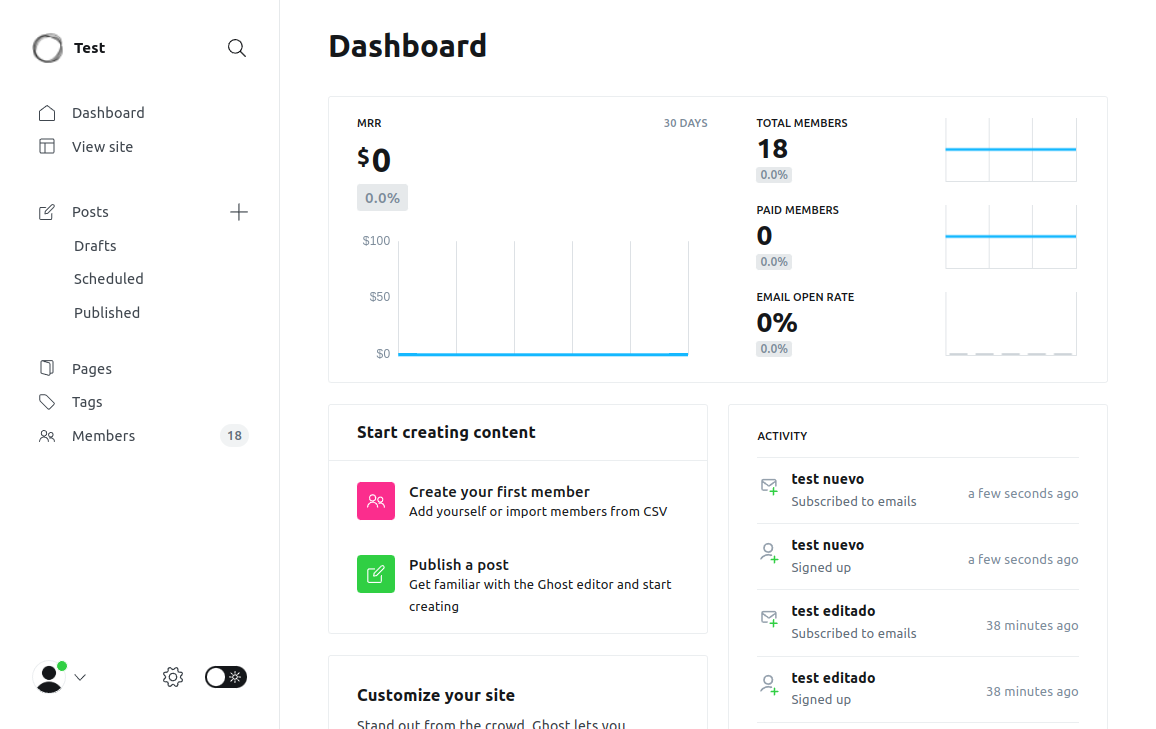 Test
Dashboard
View site
Posts
Drafts
Scheduled
Published
Pages
Tags
Members 18
Dashboard
MRR 30 DAYS
$0
0.0%
$100
$50
$0
TOTAL MEMBERS
18
0.0%
PAID MEMBERS
0
0.0%
EMAIL OPEN RATE
0%
0.0%
Start creating content
Create your first member
Add yourself or import members from CSV
Publish a post
Get familiar with the Ghost editor and start
creating
Customize your site
Stand out from the crowd. Ghost lets you
ACTIVITY
test nuevo
Subscribed to emails
a few seconds ago
test nuevo
Signed up
a few seconds ago
test editado
Subscribed to emails
38 minutes ago
test editado
Signed up
38 minutes ago